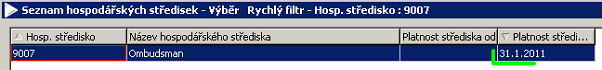 Seznam hospodářských středisek - Výběr Rychlý filtr - Hosp. středisko : 9007
Hosp. středisko Název hospodářského střediska Platnost střediska od Platnost středi...
9007 Ombudsman 31.1.2011